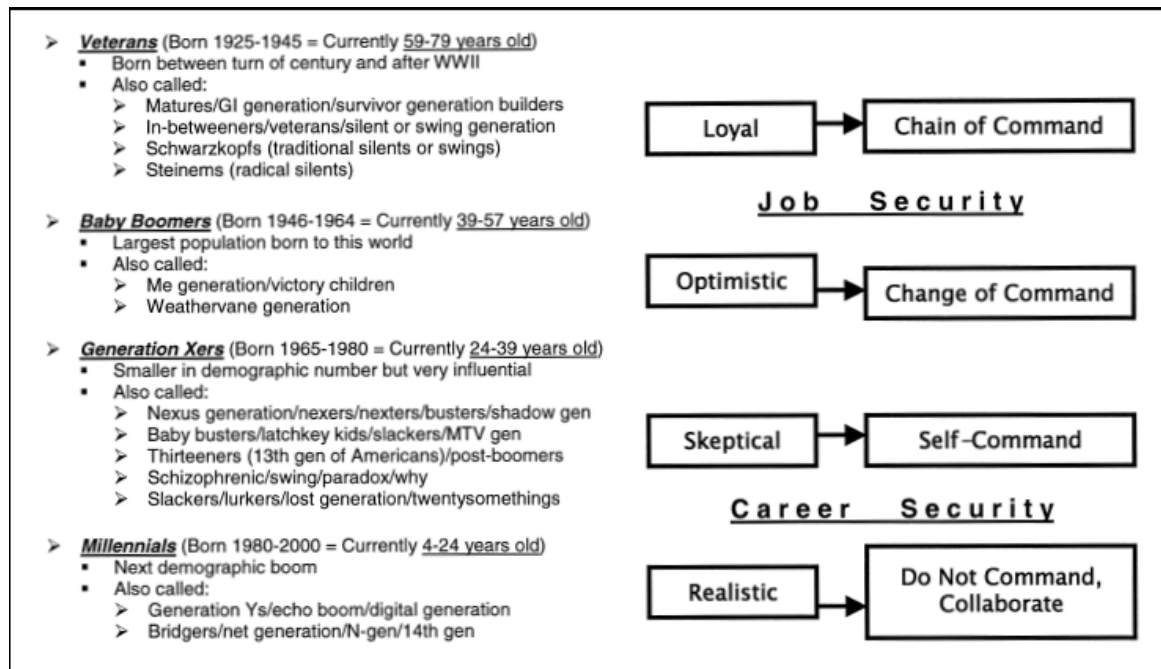 ➢ Veterans (Born 1925-1945 = Currently 59-79 years old)
▪ Born between turn of century and after WWII
▪ Also called:
➢ Matures/GI generation/survivor generation builders
➢ In-betweeners/veterans/silent or swing generation
➢ Schwarzkopfs (traditional silents or swings)
➢ Steinems (radical silents)
➢ Baby Boomers (Born 1946-1964 = Currently 39-57 years old)
▪ Largest population born to this world
▪ Also called:
➢ Me generation/victory children
➢ Weathervane generation
➢ Generation Xers (Born 1965-1980 = Currently 24-39 years old)
▪ Smaller in demographic number but very influential
▪ Also called:
➢ Nexus generation/nexers/nexters/busters/shadow gen
➢ Baby busters/latchkey kids/slackers/MTV gen
➢ Thirteeners (13th gen of Americans)/post-boomers
➢ Schizophrenic/swing/paradox/why
➢ Slackers/lurkers/lost generation/twentysomethings
➢ Millennials (Born 1980-2000 = Currently 4-24 years old)
▪ Next demographic boom
▪ Also called:
➢ Generation Ys/echo boom/digital generation
➢ Bridgers/net generation/N-gen/14th gen
Loyal
Chain of Command
Job Security
Optimistic
Change of Command
Skeptical
Self-Command
Career Security
Realistic
Do Not Command,
Collaborate